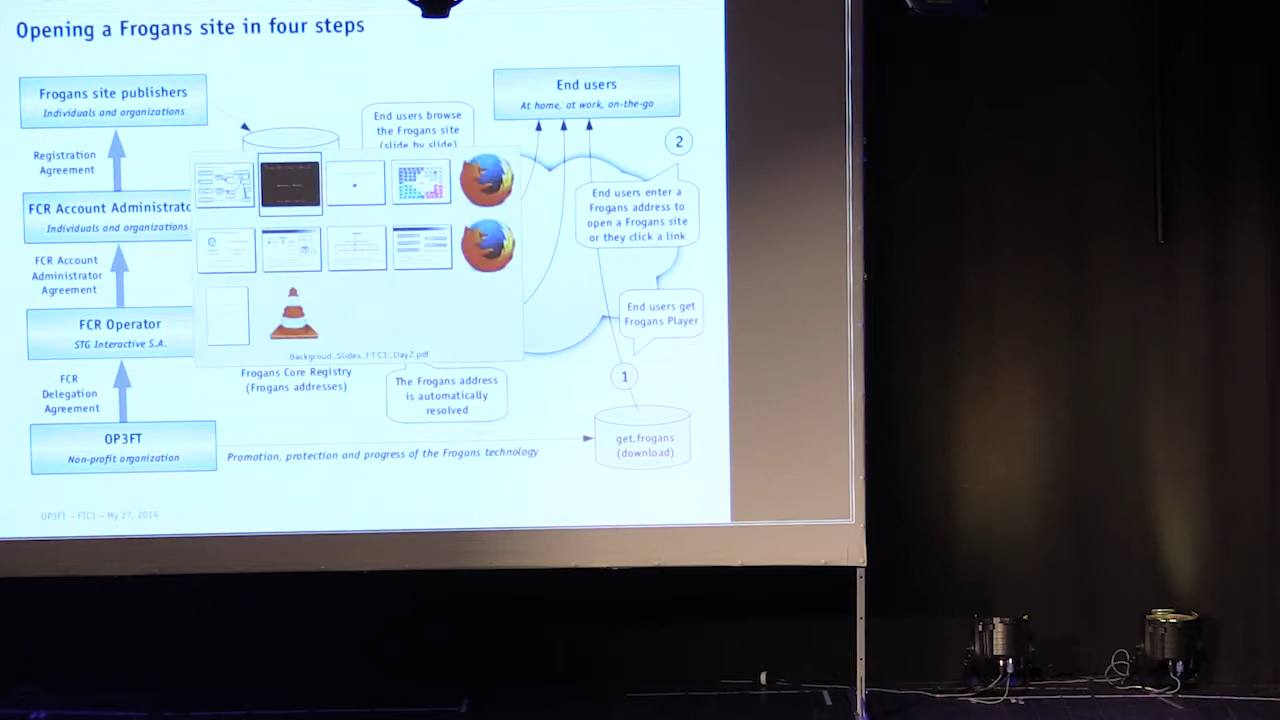 Opening a Frogans site in four steps
Frogans site publishers
Individuals and organizations
Registration
Agreement
FCR Account Administrato
Individuals and organizations
FCR Account
Administrator
Agreement
FCR Operator
STG Interactive S.A.
FCR
Delegation
Agreement
OP3FT
Non-profit organization
End users browse
the Frogans site
(slide by slide)
End users
At home, at work, on-the-go
2
End users enter a
Frogans address to
open a Frogans site
or they click a link
End users get
Frogans Player
1
Backgroud_Slides_FTC1_Day2.pdf
Frogans Core Registry
(Frogans addresses)
The Frogans address
is automatically
resolved
get.frogans
(download)
Promotion, protection and progress of the Frogans technology
OP3FT – FTC1 – My 27, 2014